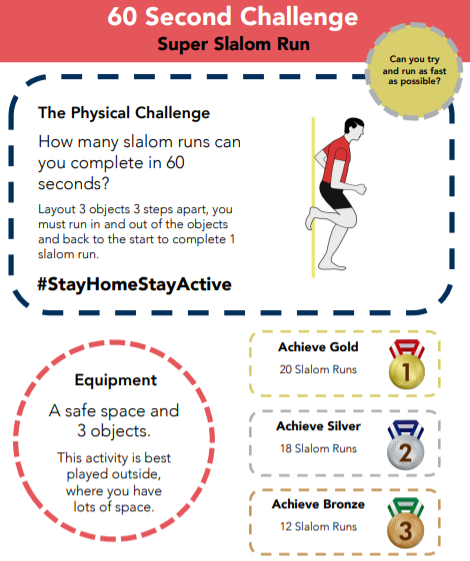 60 Second Challenge
Super Slalom Run
Can you try
and run as fast
as possible?
The Physical Challenge
How many slalom runs can
you complete in 60
seconds?
Layout 3 objects 3 steps apart, you
must run in and out of the objects
and back to the start to complete 1
slalom run.
#StayHomeStayActive
Equipment
A safe space and
3 objects.
This activity is best
played outside,
where you have
lots of space.
Achieve Gold
20 Slalom Runs
1
Achieve Silver
18 Slalom Runs
2
Achieve Bronze
12 Slalom Runs
3